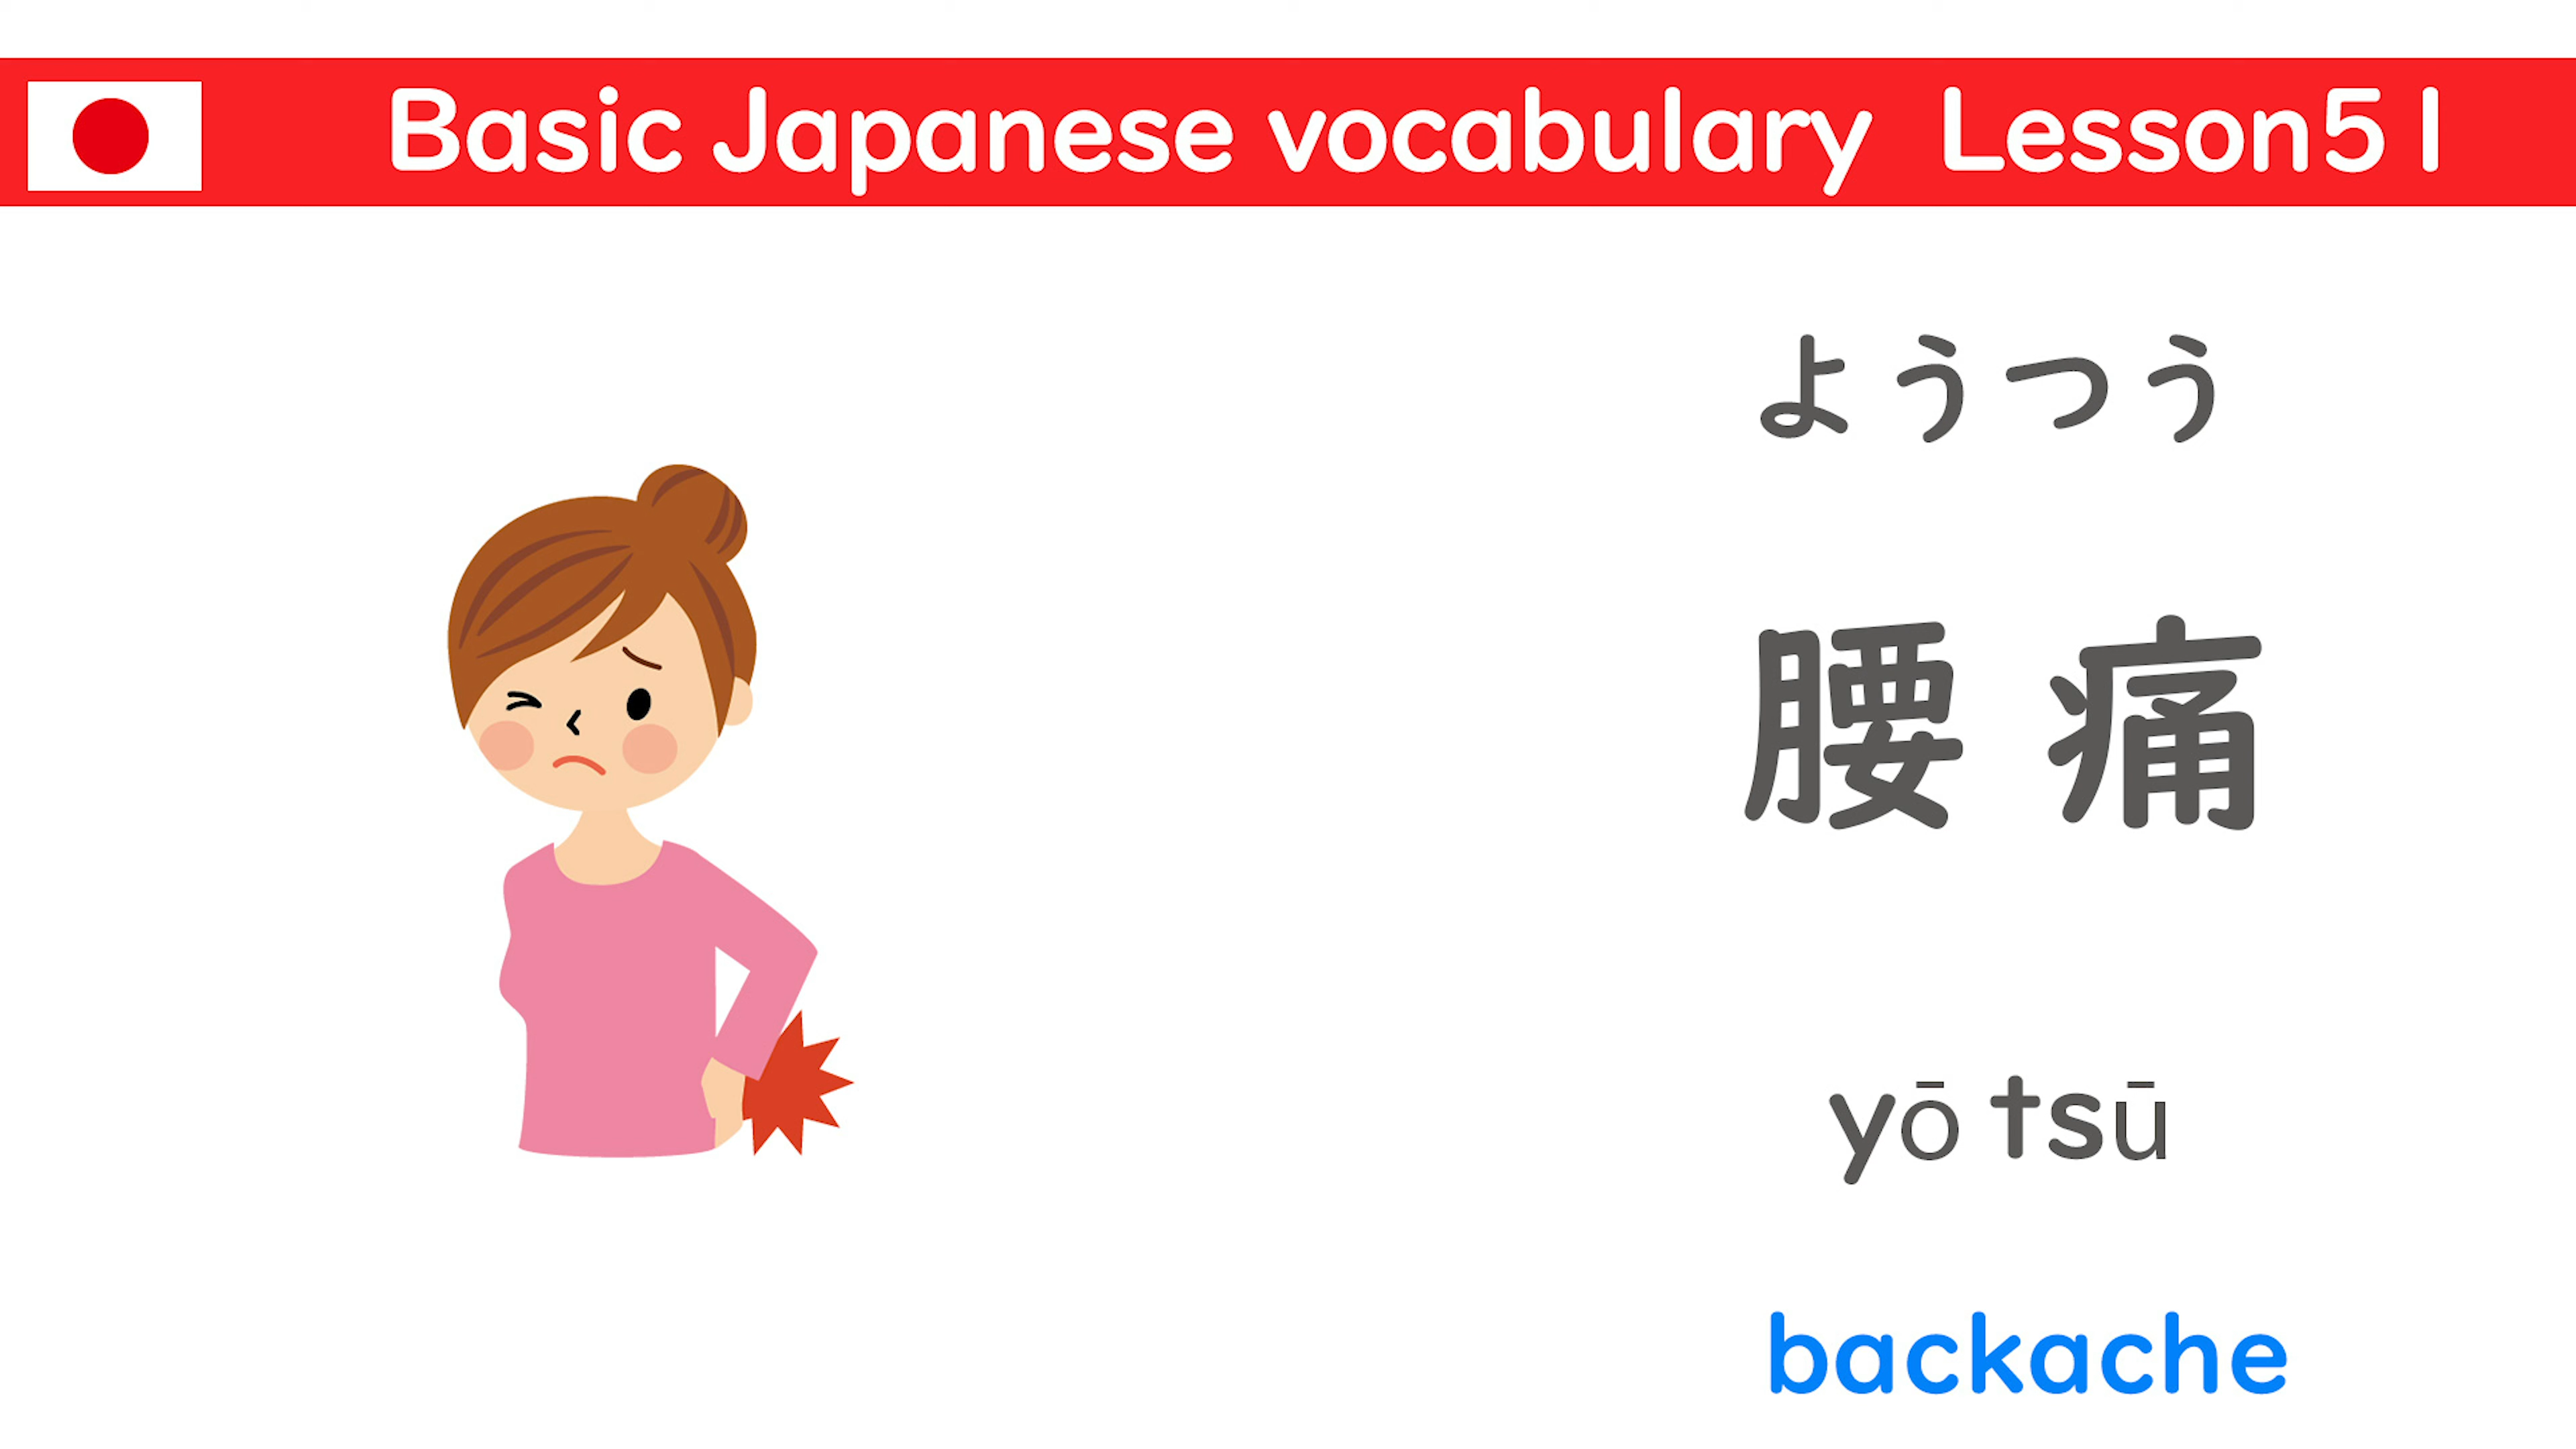 Basic Japanese vocabulary Lesson51
ようつう
腰痛
yō tsū
backache